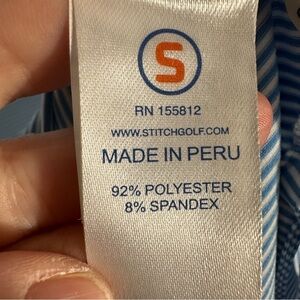 S
RN 155812
WWW.STITCHGOLF.COM
MADE IN PERU
92% POLYESTER
8% SPANDEX